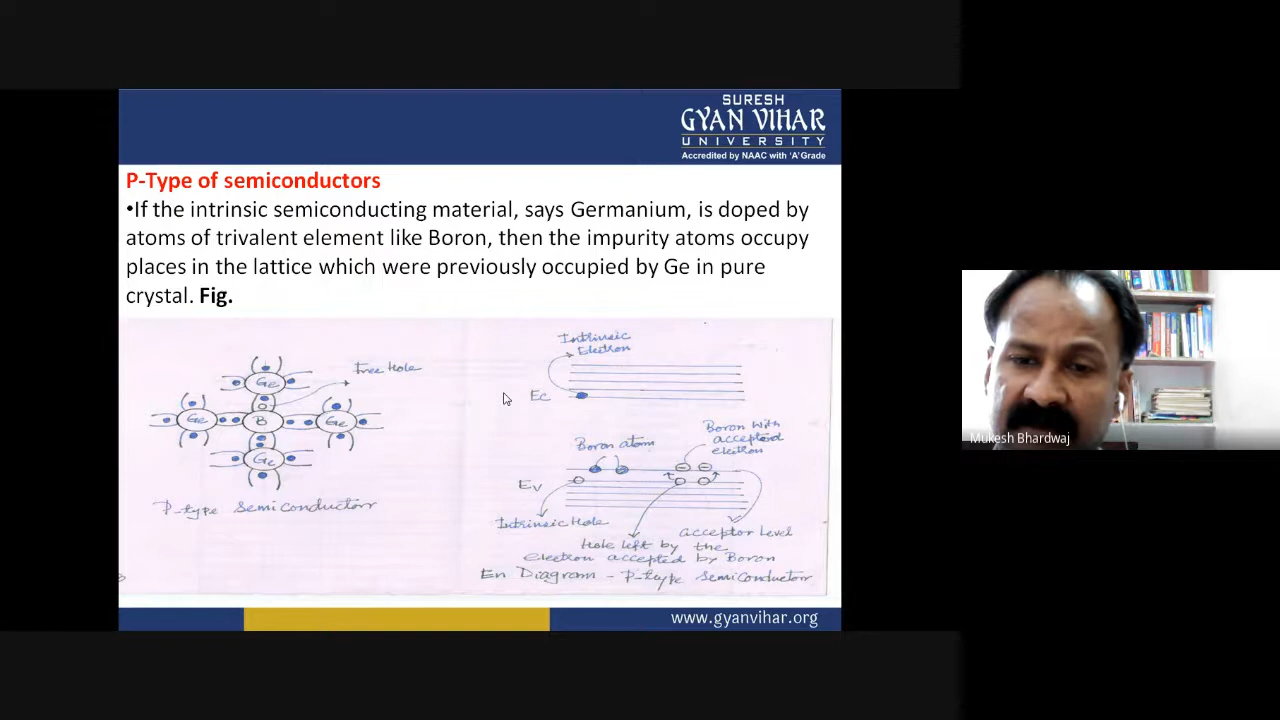 SURESH
GYAN VIHAR
UNIVERSITY
Accredited by NAAC with 'A' Grade
P-Type of semiconductors
•If the intrinsic semiconducting material, says Germanium, is doped by
atoms of trivalent element like Boron, then the impurity atoms occupy
places in the lattice which were previously occupied by Ge in pure
crystal. Fig.
Free Hole
Ge
Ge
B
Ge
Ge
P-type Semiconductor
Intrinsic
Electron
Ec
Boron atom
Boron with
accepted
electron
Ev
Intrinsic Hole
acceptor Level
Hole left by the
electron accepted by Boron
En Diagram - P-type Semiconductor
www.gyanvihar.org
Mukesh Bhardwaj